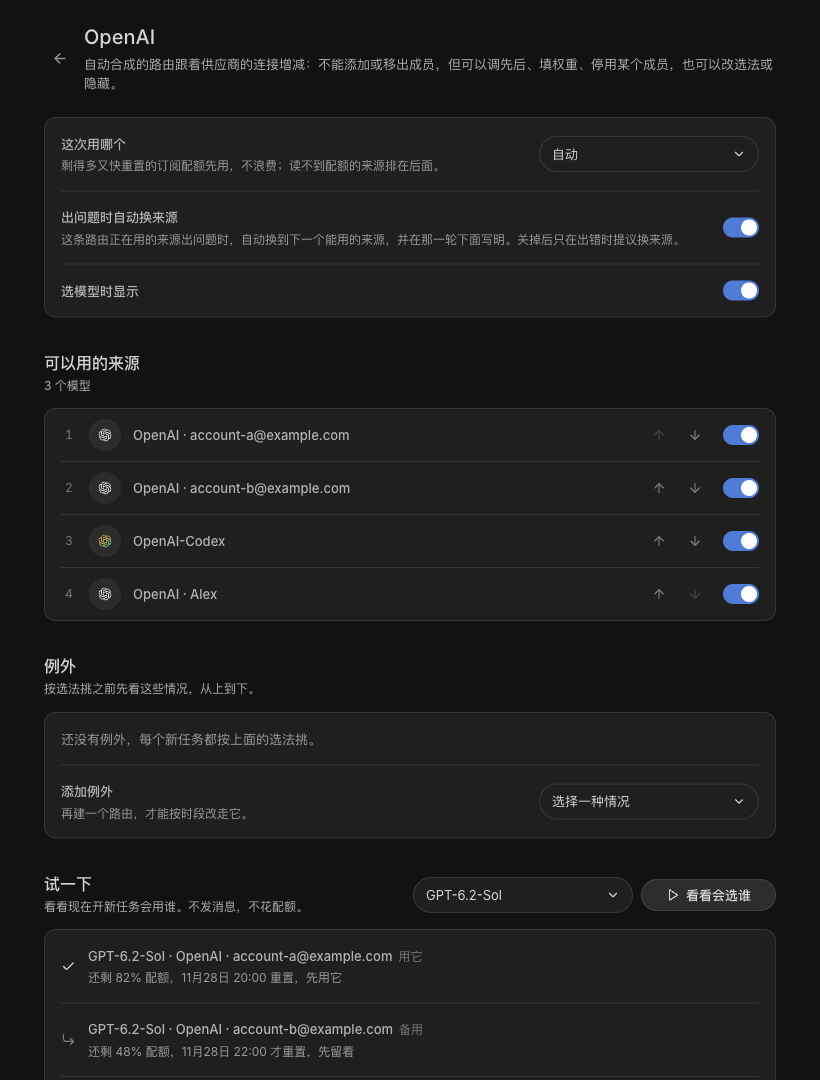 OpenAI
自动合成的路由跟着供应商的连接增减：不能添加或移出成员，但可以调先后、填权重、停用某个成员，也可以改选法或
隐藏。
这次用哪个
剩得多又快重置的订阅配额先用，不浪费；读不到配额的来源排在后面。
自动
出问题时自动换来源
这条路由正在用的来源出问题时，自动换到下一个能用的来源，并在那一轮下面写明。关掉后只在出错时提议换来源。
选模型时显示
可以用的来源
3 个模型
1 OpenAI · account-a@example.com
2 OpenAI · account-b@example.com
3 OpenAI-Codex
4 OpenAI · Alex
例外
按选法挑之前先看这些情况，从上到下。
还没有例外，每个新任务都按上面的选法挑。
添加例外
再建一个路由，才能按时段改走它。
选择一种情况
试一下
看看现在开新任务会用谁。不发消息，不花配额。
GPT-6.2-Sol
看看会选谁
GPT-6.2-Sol · OpenAI · account-a@example.com 用它
还剩 82% 配额，11月28日 20:00 重置，先用它
GPT-6.2-Sol · OpenAI · account-b@example.com 备用
还剩 48% 配额，11月28日 22:00 才重置，先留着